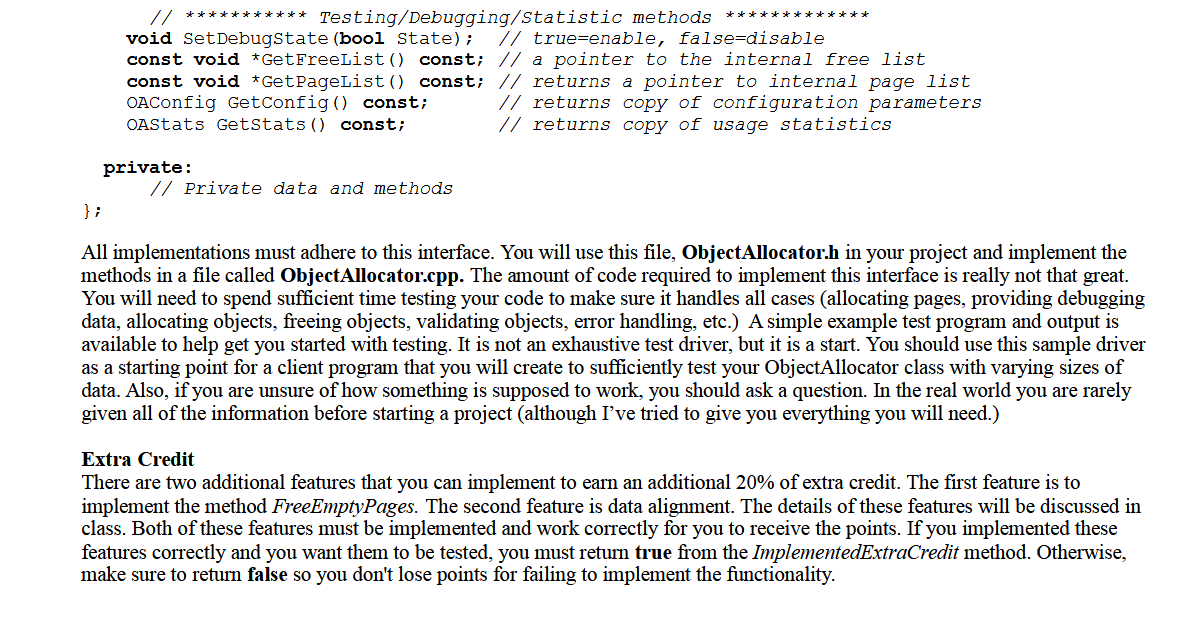 // *********** Testing/Debugging/Statistic methods *************
void SetDebugState(bool State);  // true=enable, false=disable
const void *GetFreeList() const; // a pointer to the internal free list
const void *GetPageList() const; // returns a pointer to internal page list
OAConfig GetConfig() const;      // returns copy of configuration parameters
OAStats GetStats() const;        // returns copy of usage statistics
private:
// Private data and methods
};
All implementations must adhere to this interface. You will use this file, ObjectAllocator.h in your project and implement the
methods in a file called ObjectAllocator.cpp. The amount of code required to implement this interface is really not that great.
You will need to spend sufficient time testing your code to make sure it handles all cases (allocating pages, providing debugging
data, allocating objects, freeing objects, validating objects, error handling, etc.)  A simple example test program and output is
available to help get you started with testing. It is not an exhaustive test driver, but it is a start. You should use this sample driver
as a starting point for a client program that you will create to sufficiently test your ObjectAllocator class with varying sizes of
data. Also, if you are unsure of how something is supposed to work, you should ask a question. In the real world you are rarely
given all of the information before starting a project (although I've tried to give you everything you will need.)
Extra Credit
There are two additional features that you can implement to earn an additional 20% of extra credit. The first feature is to
implement the method FreeEmptyPages. The second feature is data alignment. The details of these features will be discussed in
class. Both of these features must be implemented and work correctly for you to receive the points. If you implemented these
features correctly and you want them to be tested, you must return true from the ImplementedExtraCredit method. Otherwise,
make sure to return false so you don't lose points for failing to implement the functionality.